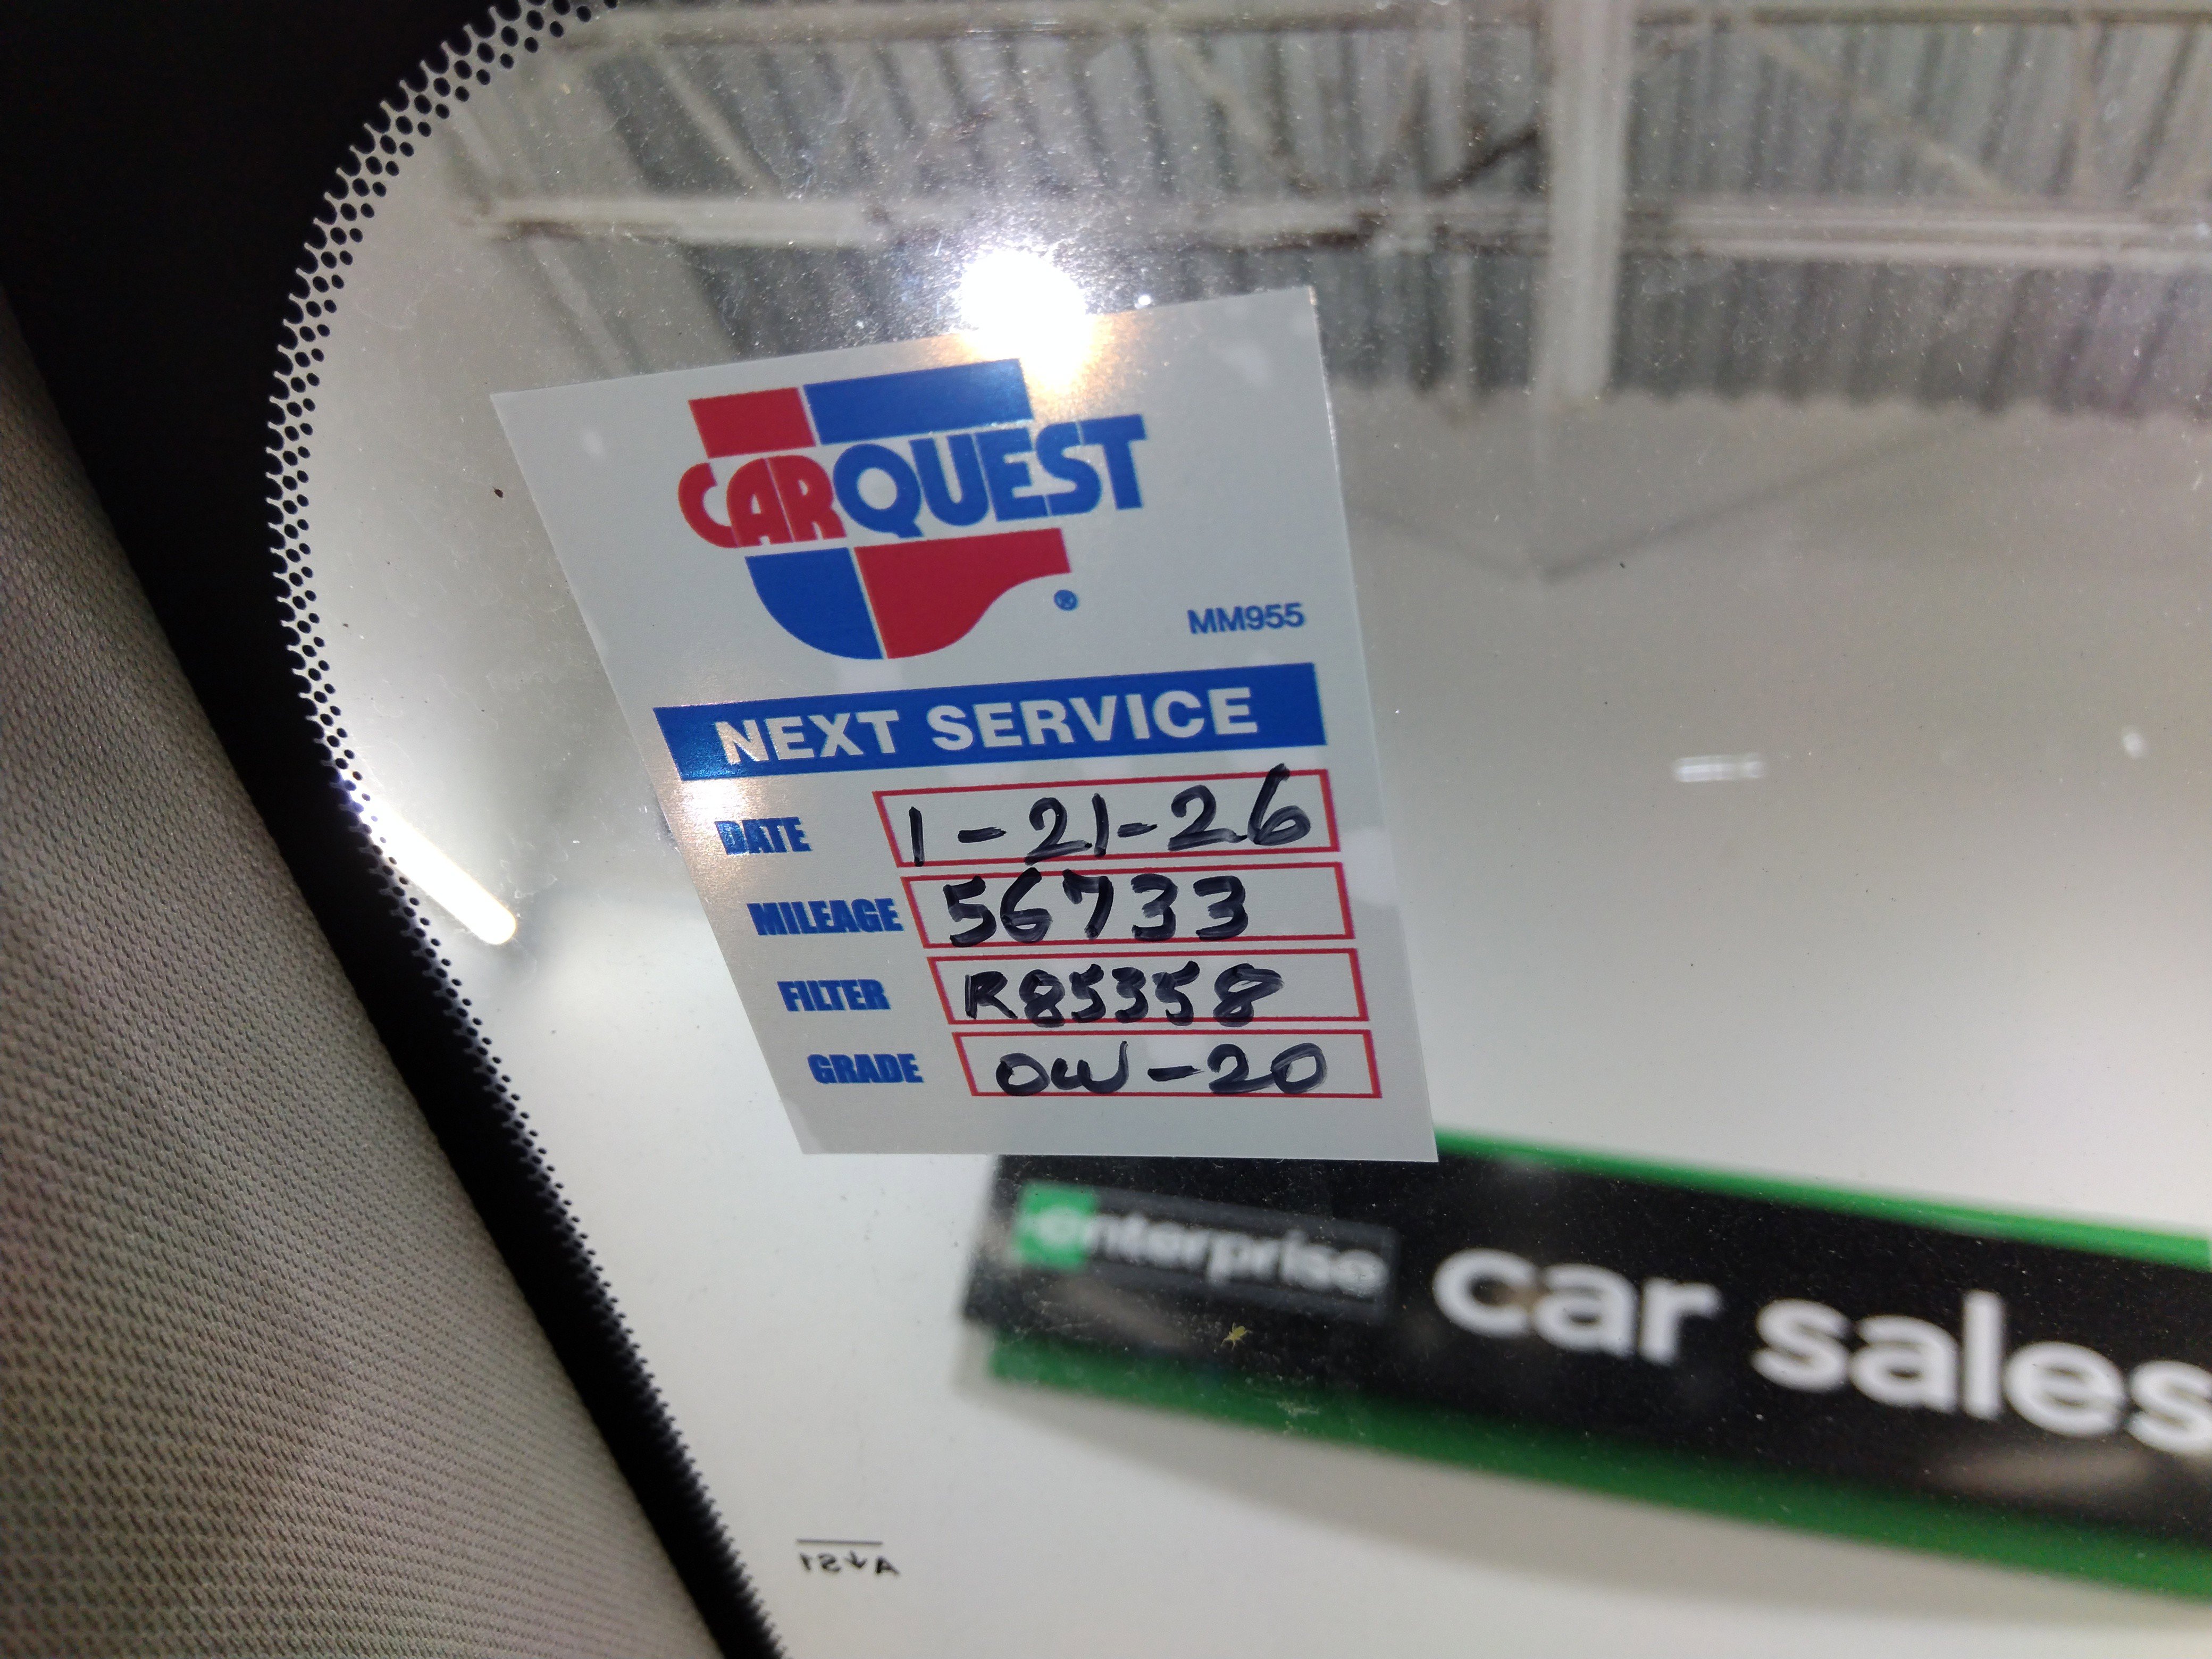 CARQUEST
®
MM955
NEXT SERVICE
DATE 1-21-26
MILEAGE 56733
FILTER R85358
GRADE 0W-20
enterprise car sales